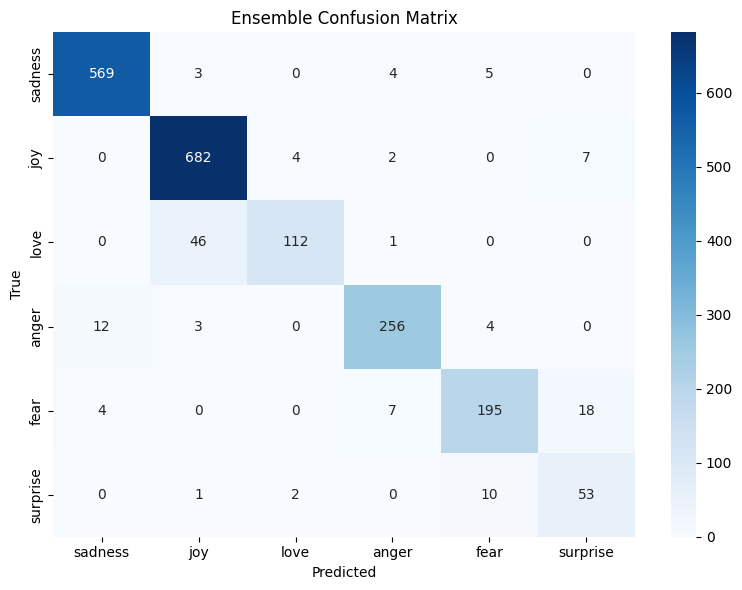 Ensemble Confusion Matrix
sadness 569 3 0 4 5 0
joy 0 682 4 2 0 7
love 0 46 112 1 0 0
anger 12 3 0 256 4 0
fear 4 0 0 7 195 18
surprise 0 1 2 0 10 53
True
sadness joy love anger fear surprise
Predicted
600
500
400
300
200
100
0